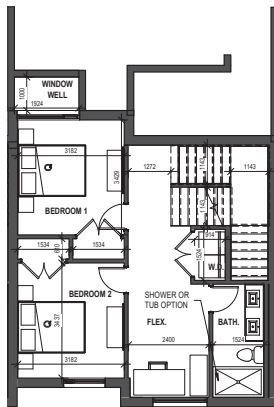 WINDOW
WELL
1000
1924
3182
3429
1272
1143
1143
1143
Q
BEDROOM 1
914
1524
W.D.
1534
610
1534
BEDROOM 2
SHOWER OR
TUB OPTION
Q
3437
FLEX.
BATH.
3182
2400
1524